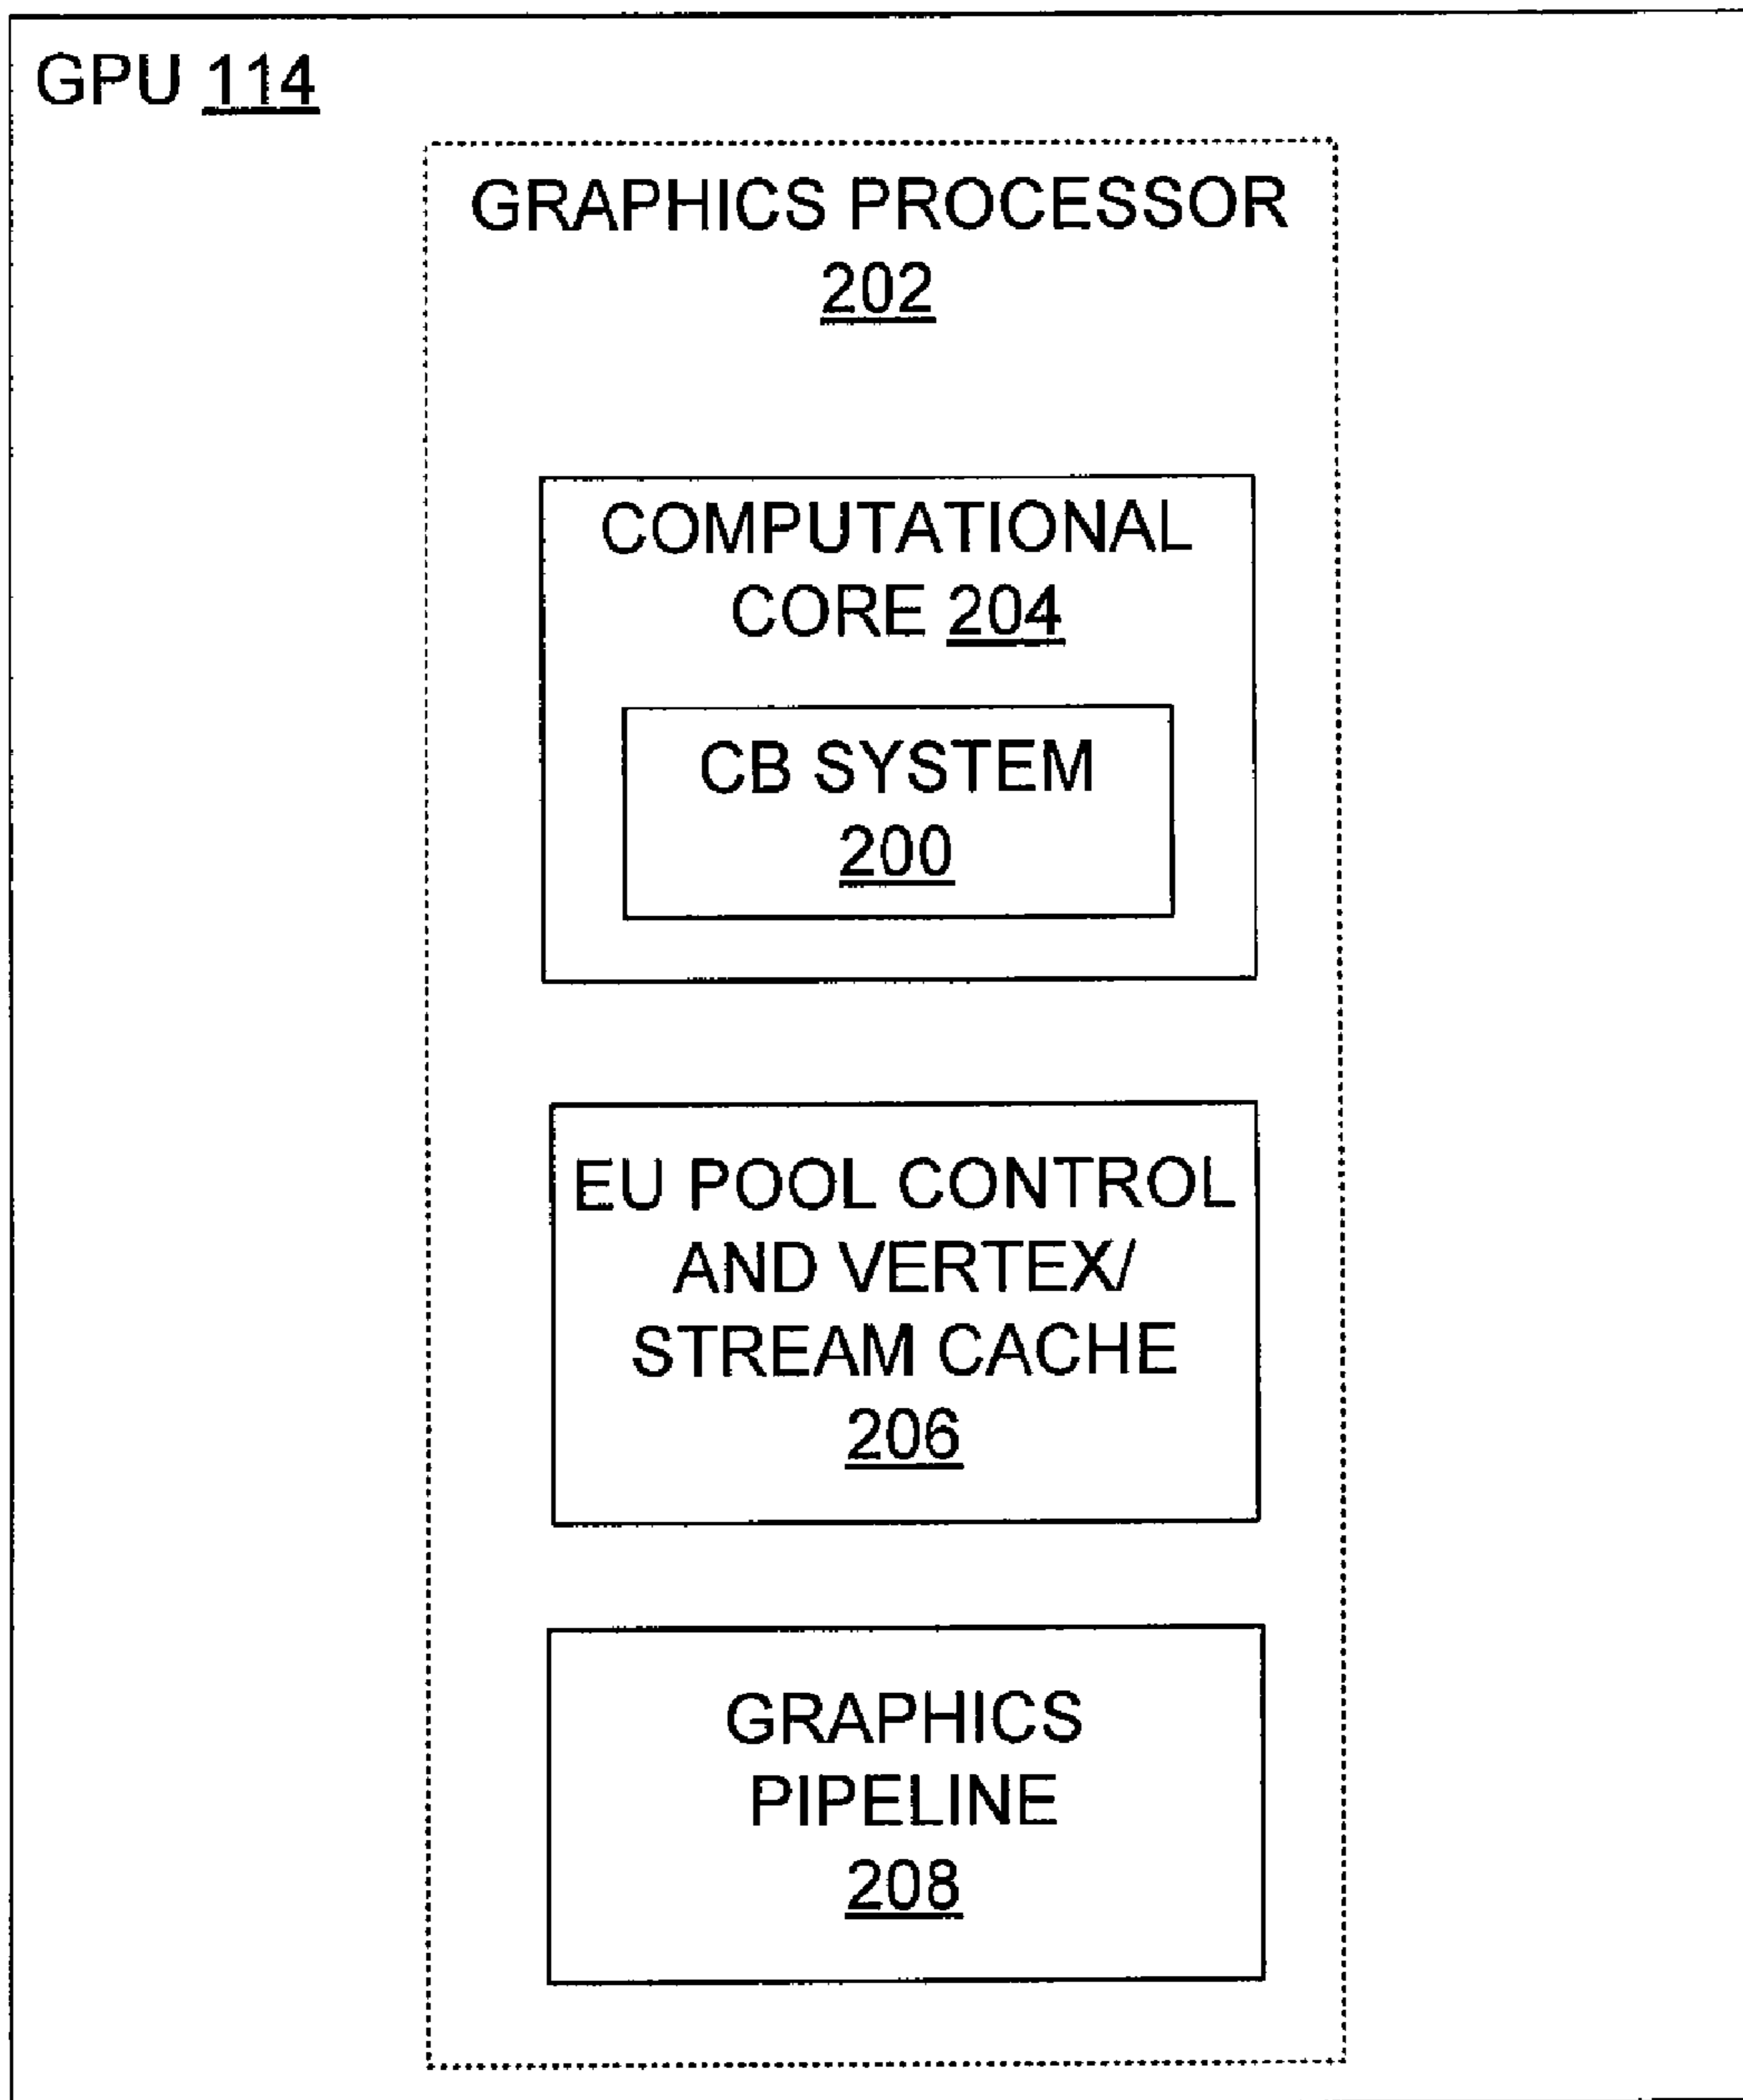 GPU 114
GRAPHICS PROCESSOR
202
COMPUTATIONAL
CORE 204
CB SYSTEM
200
EU POOL CONTROL
AND VERTEX/
STREAM CACHE
206
GRAPHICS
PIPELINE
208